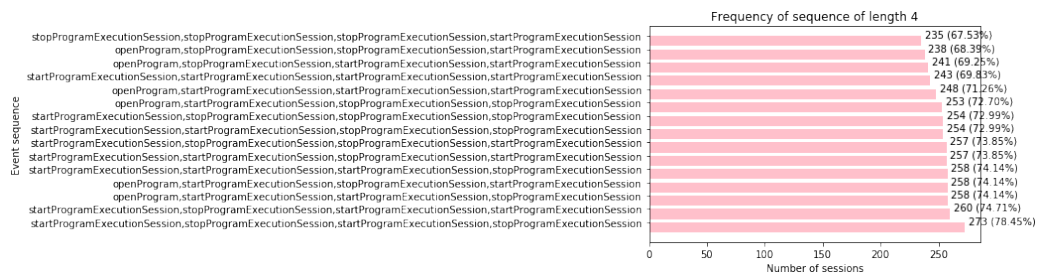 Frequency of sequence of length 4
stopProgramExecutionSession,stopProgramExecutionSession,stopProgramExecutionSession,startProgramExecutionSession 235 (67.53%)
openProgram,stopProgramExecutionSession,stopProgramExecutionSession,startProgramExecutionSession 238 (68.39%)
openProgram,stopProgramExecutionSession,startProgramExecutionSession,startProgramExecutionSession 241 (69.25%)
startProgramExecutionSession,startProgramExecutionSession,startProgramExecutionSession,startProgramExecutionSession 243 (69.83%)
openProgram,startProgramExecutionSession,startProgramExecutionSession,startProgramExecutionSession 248 (71.26%)
openProgram,startProgramExecutionSession,stopProgramExecutionSession,stopProgramExecutionSession 253 (72.70%)
startProgramExecutionSession,stopProgramExecutionSession,stopProgramExecutionSession,startProgramExecutionSession 254 (72.99%)
startProgramExecutionSession,startProgramExecutionSession,stopProgramExecutionSession,stopProgramExecutionSession 254 (72.99%)
startProgramExecutionSession,stopProgramExecutionSession,stopProgramExecutionSession,stopProgramExecutionSession 257 (73.85%)
startProgramExecutionSession,startProgramExecutionSession,stopProgramExecutionSession,startProgramExecutionSession 257 (73.85%)
startProgramExecutionSession,startProgramExecutionSession,startProgramExecutionSession,stopProgramExecutionSession 258 (74.14%)
openProgram,startProgramExecutionSession,stopProgramExecutionSession,startProgramExecutionSession 258 (74.14%)
openProgram,startProgramExecutionSession,startProgramExecutionSession,stopProgramExecutionSession 258 (74.14%)
startProgramExecutionSession,stopProgramExecutionSession,startProgramExecutionSession,startProgramExecutionSession 260 (74.71%)
startProgramExecutionSession,stopProgramExecutionSession,startProgramExecutionSession,stopProgramExecutionSession 273 (78.45%)
Event sequence
0 50 100 150 200 250
Number of sessions